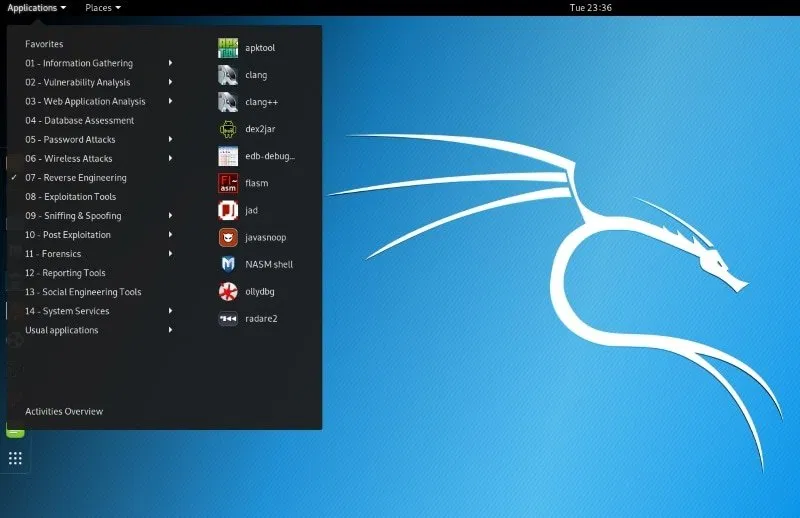 Applications Places Tue 23:36
Favorites
01 - Information Gathering
02 - Vulnerability Analysis
03 - Web Application Analysis
04 - Database Assessment
05 - Password Attacks
06 - Wireless Attacks
07 - Reverse Engineering
08 - Exploitation Tools
09 - Sniffing & Spoofing
10 - Post Exploitation
11 - Forensics
12 - Reporting Tools
13 - Social Engineering Tools
14 - System Services
Usual applications
Activities Overview
apktool
clang
clang++
dex2jar
edb-debug...
flasm
jad
javasnoop
NASM shell
ollydbg
radare2